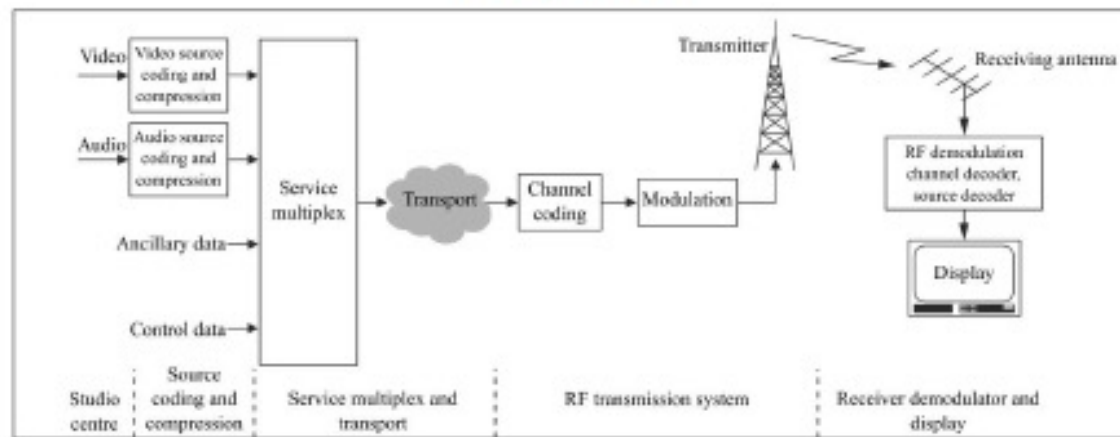 Video
Video source
coding and
compression
Audio
Audio source
coding and
compression
Ancillary data
Control data
Service
multiplex
Transport
Channel
coding
Modulation
Transmitter
Receiving antenna
RF demodulation
channel decoder,
source decoder
Display
Studio
centre
Source
coding and
compression
Service multiplex and
transport
RF transmission system
Receiver demodulator and
display